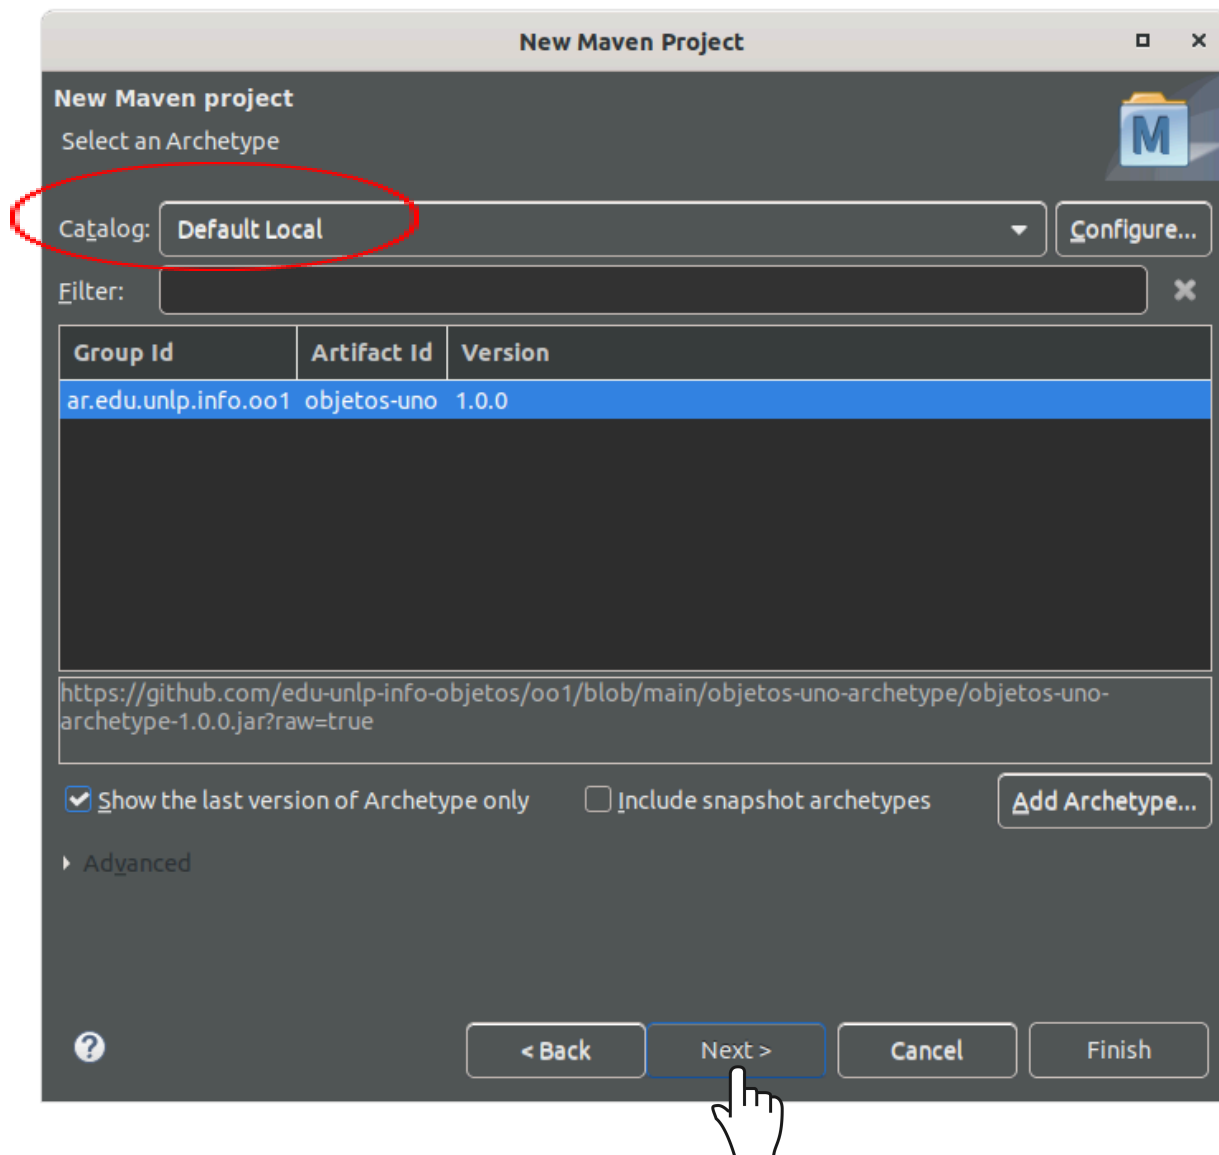 New Maven Project
New Maven project
Select an Archetype
M
Catalog: Default Local Configure...
Filter:
Group Id Artifact Id Version
ar.edu.unlp.info.oo1 objetos-uno 1.0.0
https://github.com/edu-unlp-info-objetos/oo1/blob/main/objetos-uno-archetype/objetos-uno-
archetype-1.0.0.jar?raw=true
Show the last version of Archetype only Include snapshot archetypes Add Archetype...
Advanced
? < Back Next > Cancel Finish